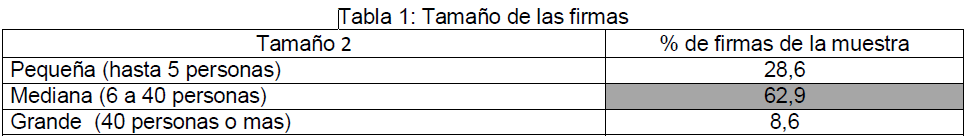 Tabla 1: Tamaño de las firmas
Tamaño 2 % de firmas de la muestra
Pequeña (hasta 5 personas) 28,6
Mediana (6 a 40 personas) 62,9
Grande (40 personas o mas) 8,6